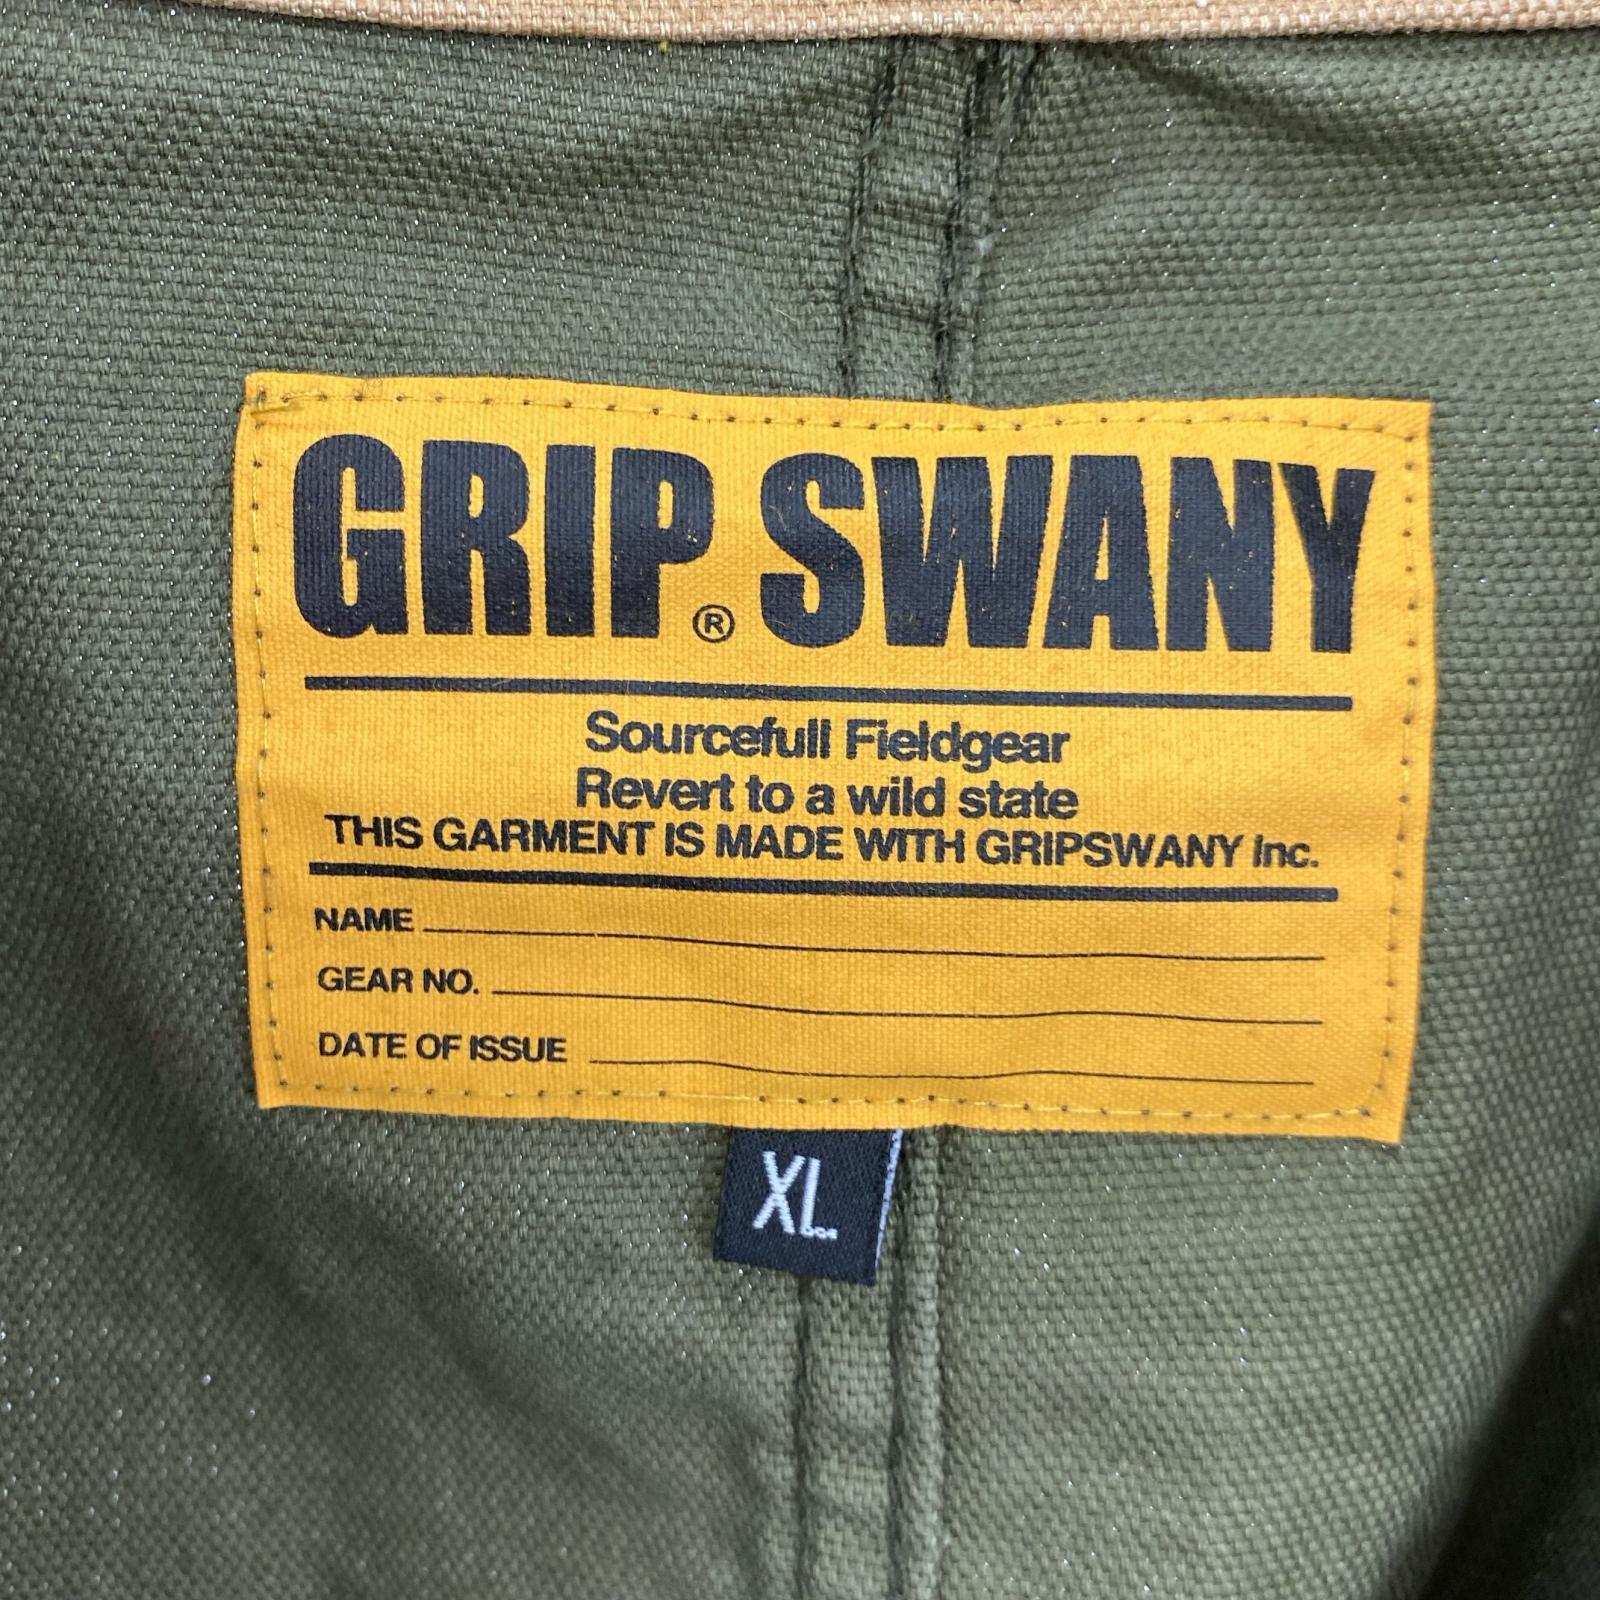 GRIP® SWANY
Sourcefull Fieldgear
Revert to a wild state
THIS GARMENT IS MADE WITH GRIPSWANY Inc.
NAME
GEAR NO.
DATE OF ISSUE
XL